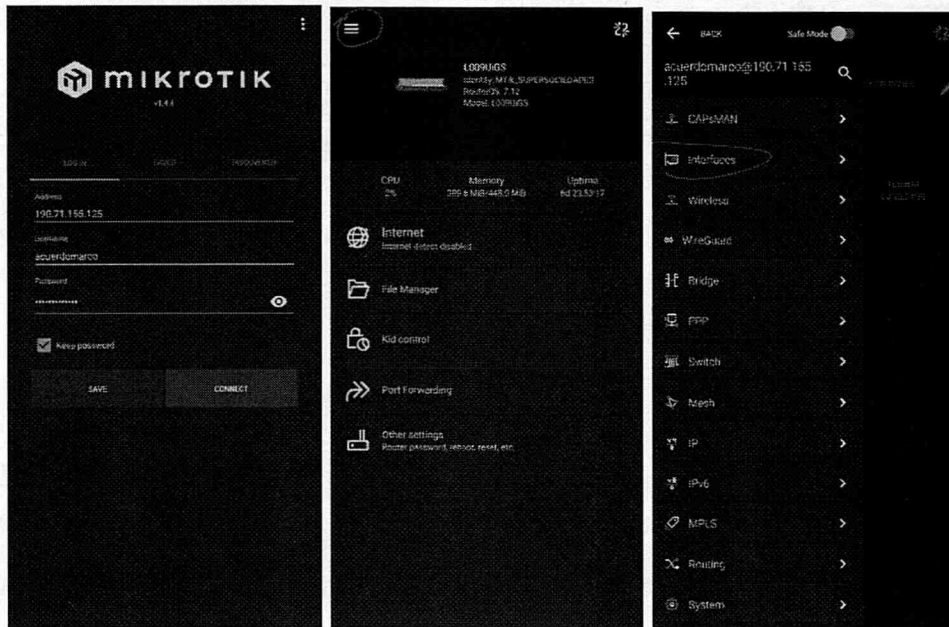 mikrotik
v1.4.4
LOG IN
SAVED
DISCOVERED
Address
190.71.155.125
Username
acuerdomarco
Password
Keep password
SAVE
CONNECT
L009UiGS
RouterOS: 7.12
Model: L009UiGS
CPU
Memory
Uptime
2%
Internet
Internet detect disabled
File Manager
Kid control
Port Forwarding
Other settings
Router password, reboot, reset, etc.
BACK
Safe Mode
acuerdomarco@190.71.155
.125
CAPsMAN
Interfaces
Wireless
WireGuard
Bridge
PPP
Switch
Mesh
IP
IPv6
MPLS
Routing
System